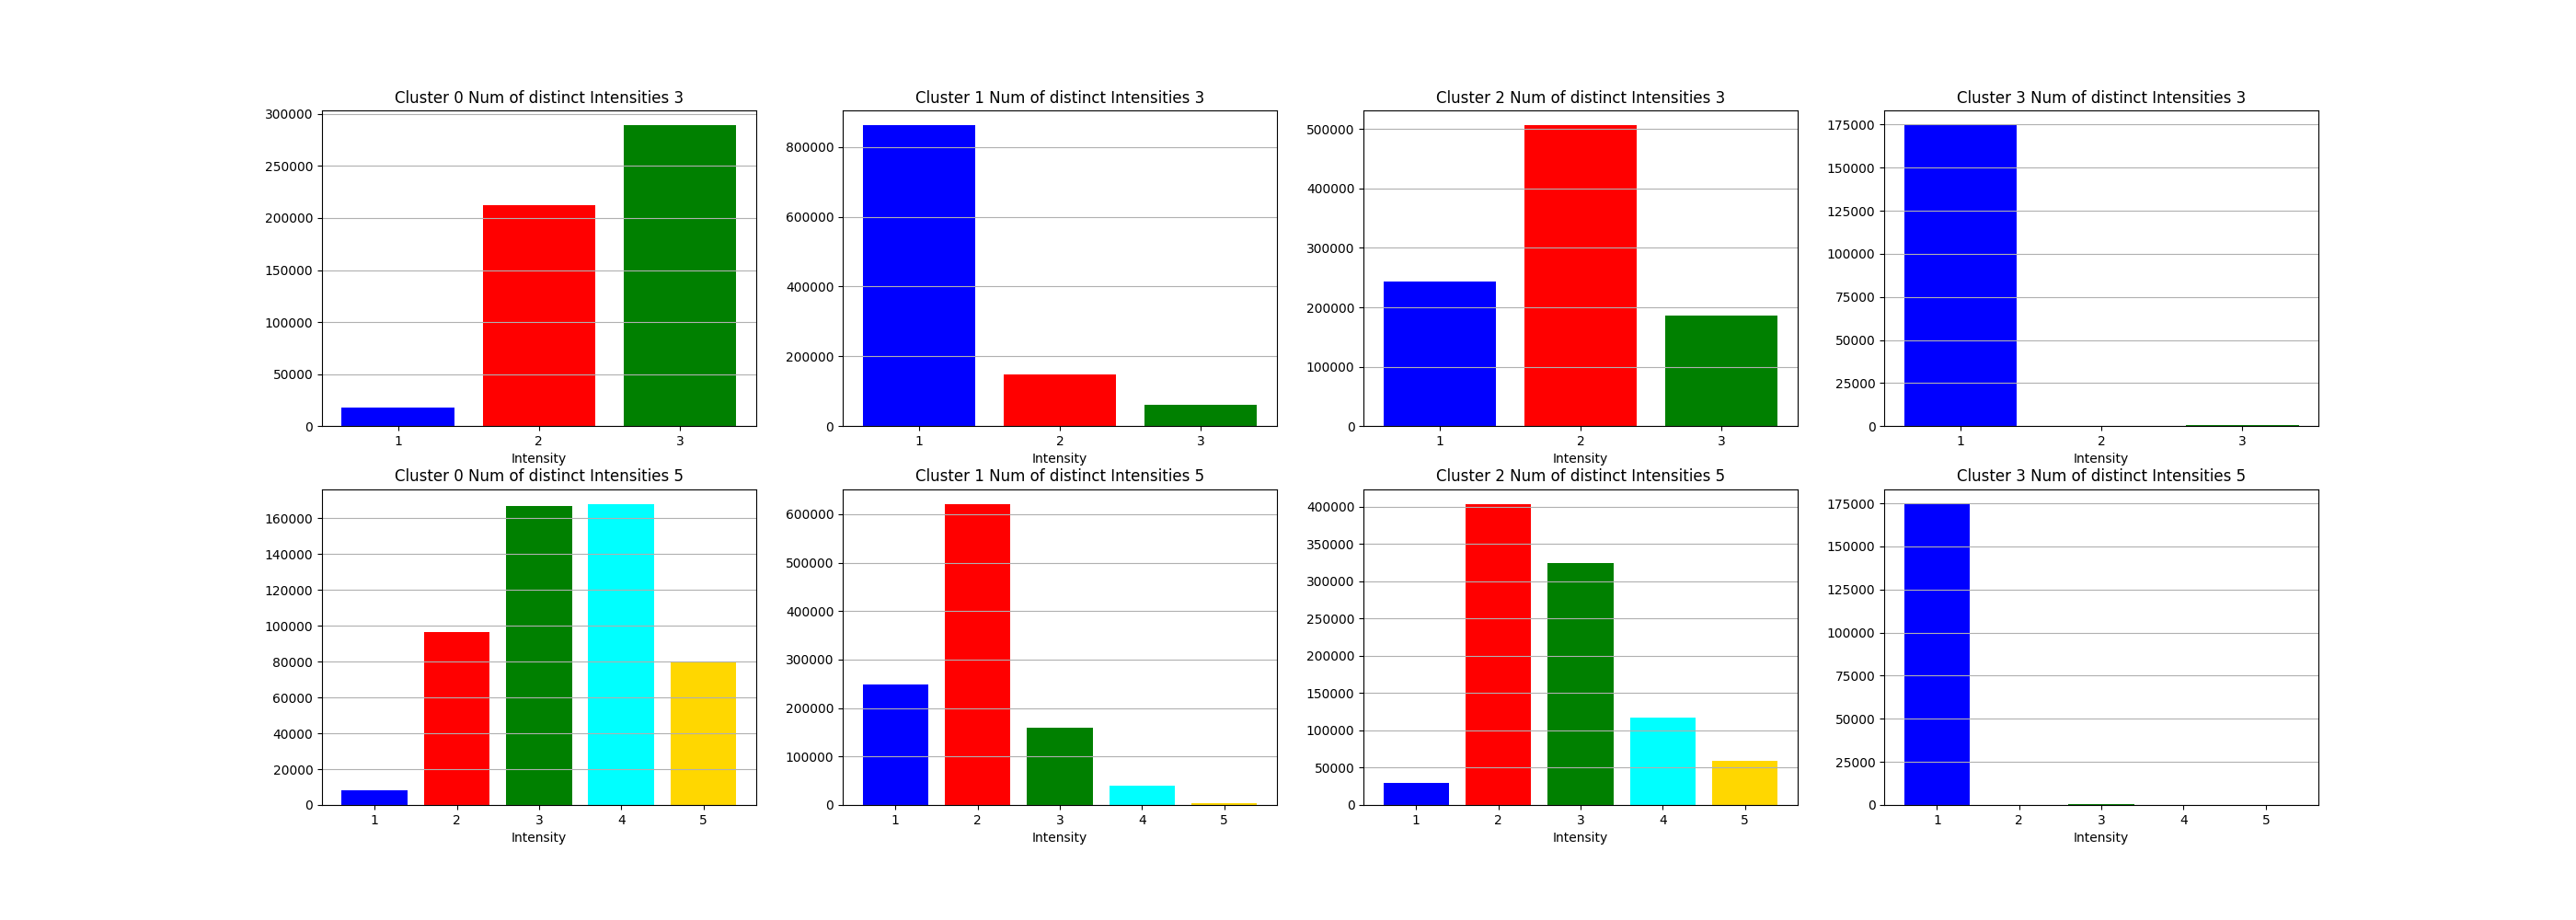 Cluster 0 Num of distinct Intensities 3
300000
250000
200000
150000
100000
50000
0
1 2 3
Intensity
Cluster 1 Num of distinct Intensities 3
800000
600000
400000
200000
0
1 2 3
Intensity
Cluster 2 Num of distinct Intensities 3
500000
400000
300000
200000
100000
0
1 2 3
Intensity
Cluster 3 Num of distinct Intensities 3
175000
150000
125000
100000
75000
50000
25000
0
1 2 3
Intensity
Cluster 0 Num of distinct Intensities 5
160000
140000
120000
100000
80000
60000
40000
20000
0
1 2 3 4 5
Intensity
Cluster 1 Num of distinct Intensities 5
600000
500000
400000
300000
200000
100000
0
1 2 3 4 5
Intensity
Cluster 2 Num of distinct Intensities 5
400000
350000
300000
250000
200000
150000
100000
50000
0
1 2 3 4 5
Intensity
Cluster 3 Num of distinct Intensities 5
175000
150000
125000
100000
75000
50000
25000
0
1 2 3 4 5
Intensity